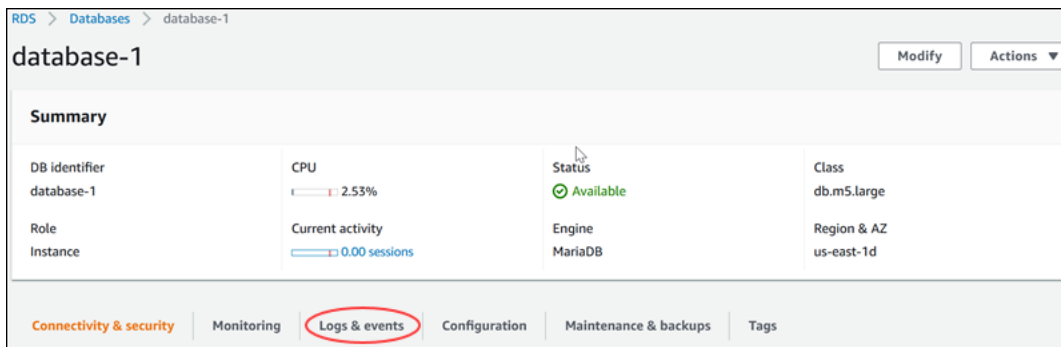 RDS > Databases > database-1
database-1
Modify
Actions
Summary
DB identifier CPU Status Class
database-1 2.53% Available db.m5.large
Role Current activity Engine Region & AZ
Instance 0.00 sessions MariaDB us-east-1d
Connectivity & security Monitoring Logs & events Configuration Maintenance & backups Tags